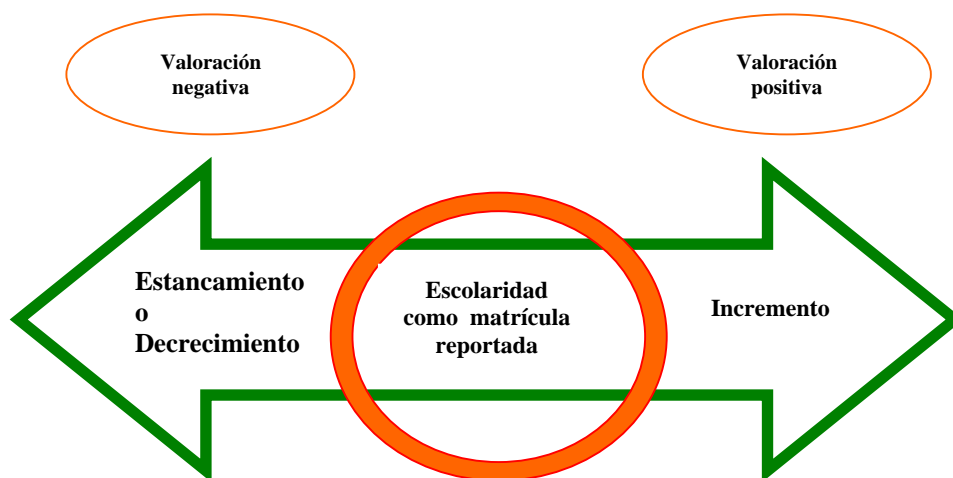 Valoración
negativa
Valoración
positiva
Estancamiento
o
Decrecimiento
Escolaridad
como matrícula
reportada
Incremento